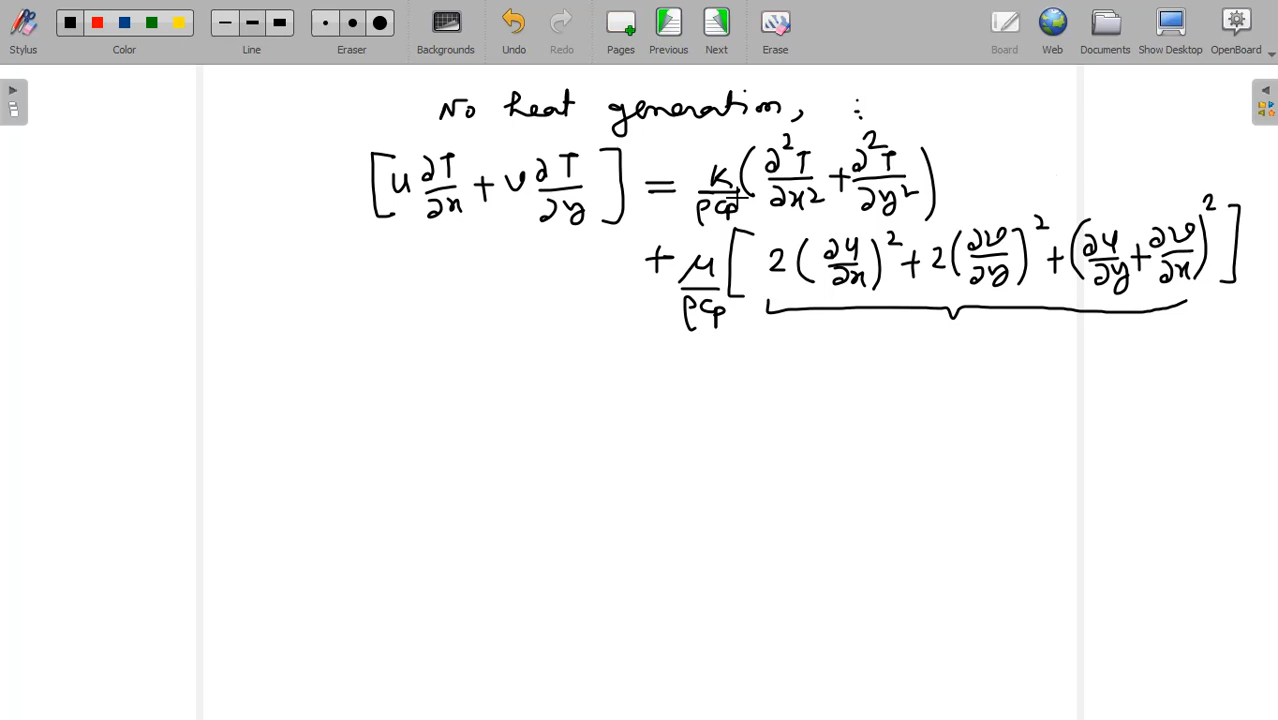 Stylus Color Line Eraser Backgrounds Undo Redo Pages Previous Next Erase Board Web Documents Show Desktop OpenBoard
No heat generation, ∴
[u ∂T/∂x + v ∂T/∂y] = K/ρcp (∂²T/∂x² + ∂²T/∂y²)
+ μ/ρcp [2(∂u/∂x)² + 2(∂v/∂y)² + (∂u/∂y + ∂v/∂x)²]